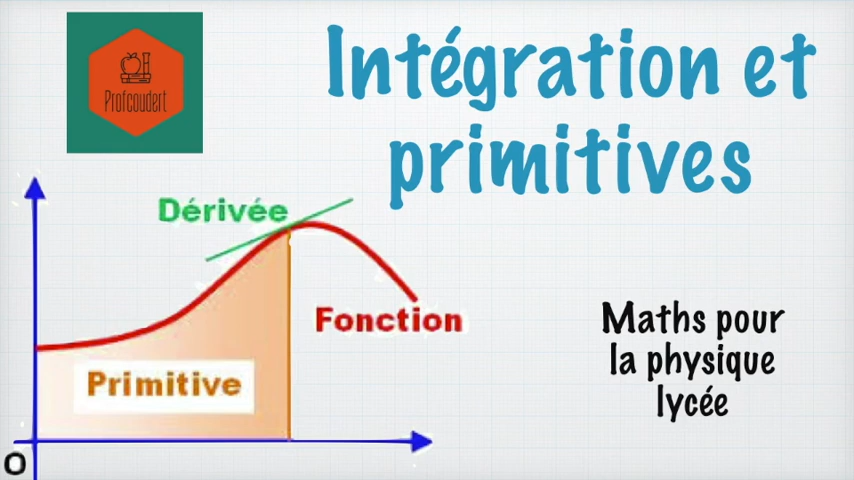 Profcoudert
Intégration et
primitives
Dérivée
Fonction
Primitive
O
Maths pour
la physique
lycée